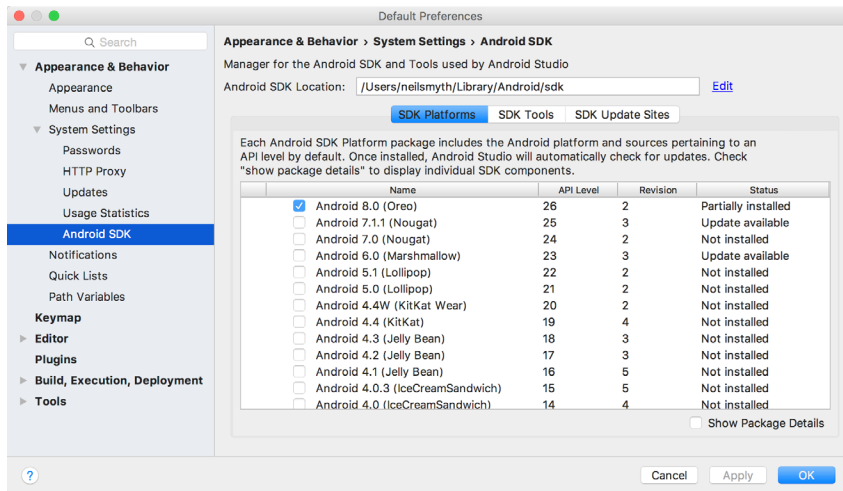 Default Preferences
Search
Appearance & Behavior
Appearance
Menus and Toolbars
System Settings
Passwords
HTTP Proxy
Updates
Usage Statistics
Android SDK
Notifications
Quick Lists
Path Variables
Keymap
Editor
Plugins
Build, Execution, Deployment
Tools
Appearance & Behavior › System Settings › Android SDK
Manager for the Android SDK and Tools used by Android Studio
Android SDK Location: /Users/neilsmyth/Library/Android/sdk Edit
SDK Platforms SDK Tools SDK Update Sites
Each Android SDK Platform package includes the Android platform and sources pertaining to an
API level by default. Once installed, Android Studio will automatically check for updates. Check
"show package details" to display individual SDK components.
Name API Level Revision Status
Android 8.0 (Oreo) 26 2 Partially installed
Android 7.1.1 (Nougat) 25 3 Update available
Android 7.0 (Nougat) 24 2 Not installed
Android 6.0 (Marshmallow) 23 3 Update available
Android 5.1 (Lollipop) 22 2 Not installed
Android 5.0 (Lollipop) 21 2 Not installed
Android 4.4W (KitKat Wear) 20 2 Not installed
Android 4.4 (KitKat) 19 4 Not installed
Android 4.3 (Jelly Bean) 18 3 Not installed
Android 4.2 (Jelly Bean) 17 3 Not installed
Android 4.1 (Jelly Bean) 16 5 Not installed
Android 4.0.3 (IceCreamSandwich) 15 5 Not installed
Android 4.0 (IceCreamSandwich) 14 4 Not installed
Show Package Details
? Cancel Apply OK